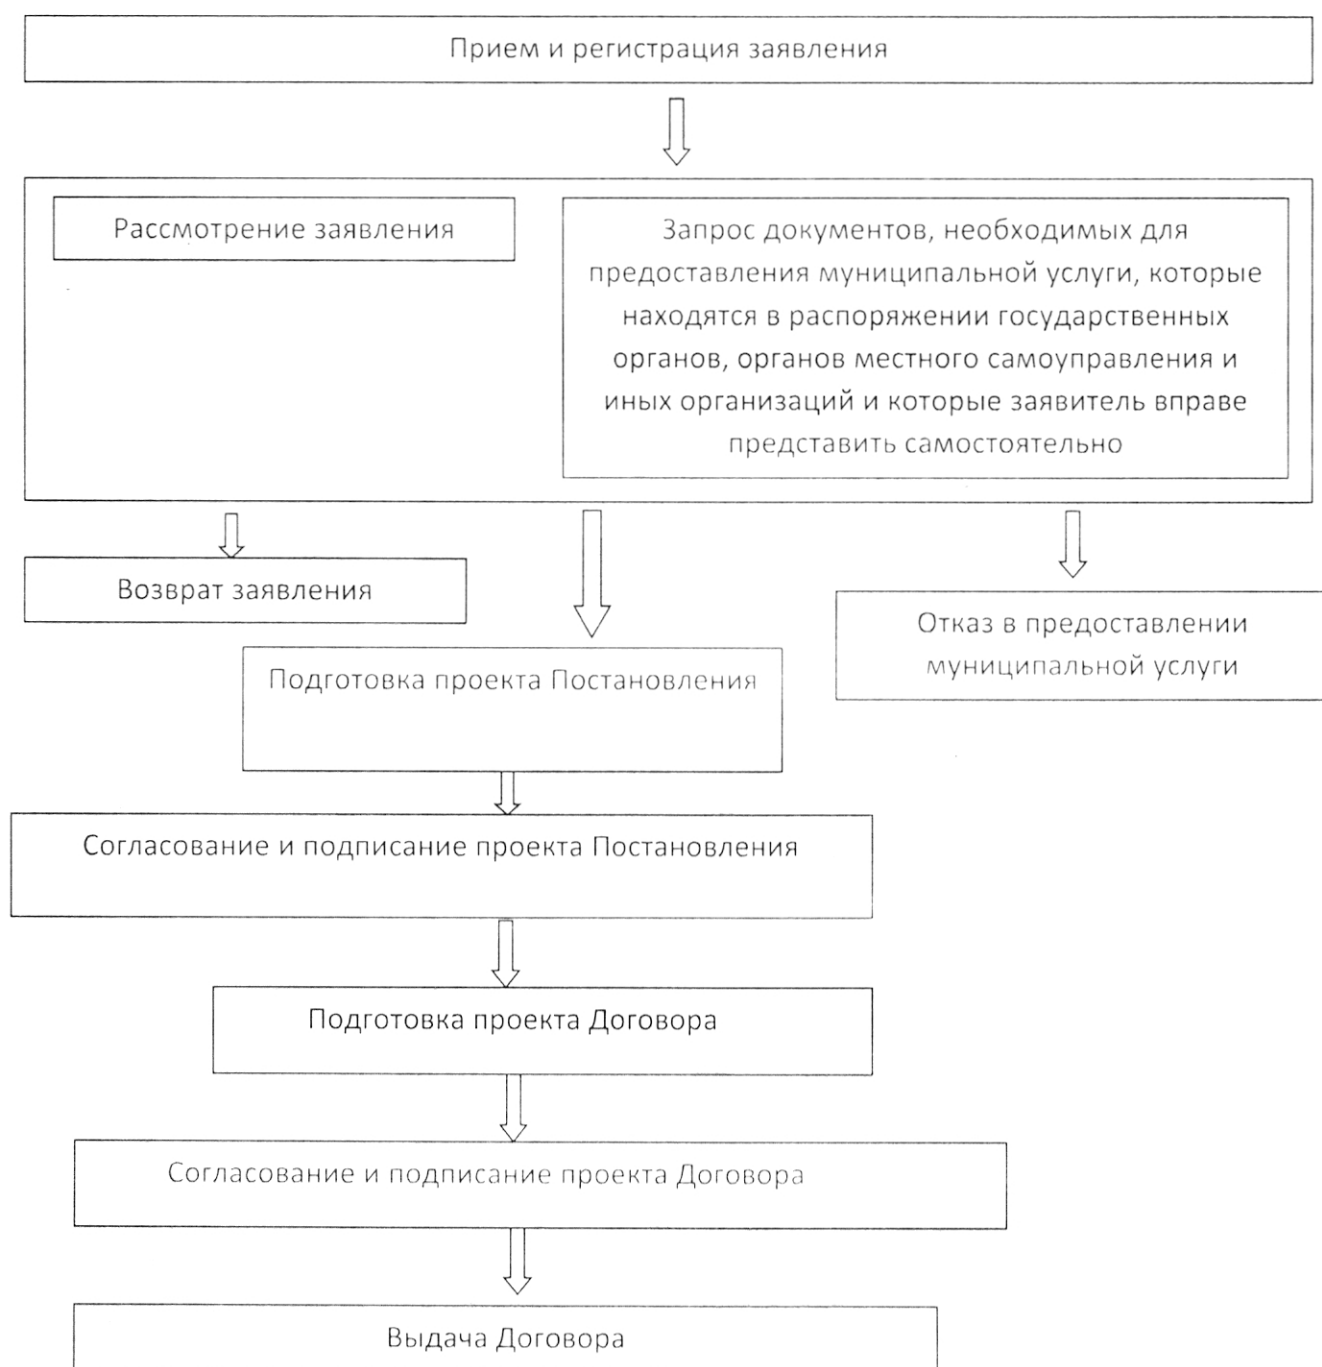 Прием и регистрация заявления
Рассмотрение заявления
Запрос документов, необходимых для
предоставления муниципальной услуги, которые
находятся в распоряжении государственных
органов, органов местного самоуправления и
иных организаций и которые заявитель вправе
представить самостоятельно
Возврат заявления
Отказ в предоставлении
муниципальной услуги
Подготовка проекта Постановления
Согласование и подписание проекта Постановления
Подготовка проекта Договора
Согласование и подписание проекта Договора
Выдача Договора